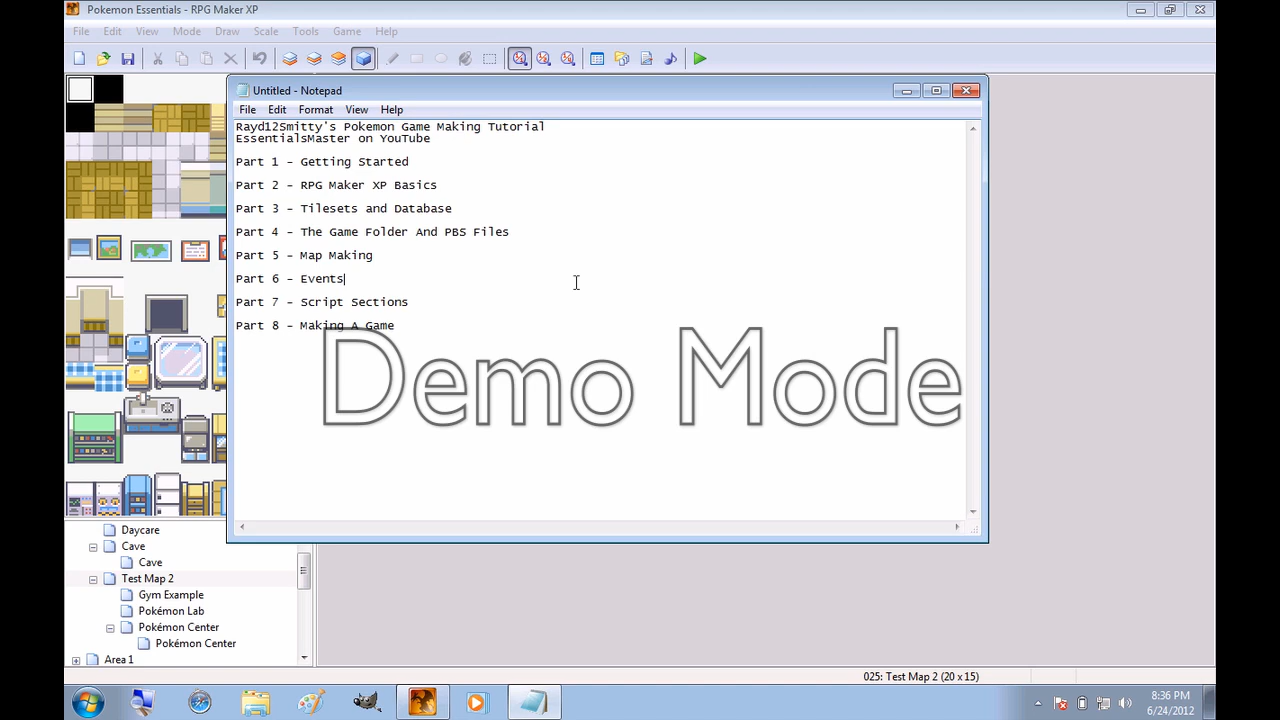 Pokemon Essentials - RPG Maker XP
File Edit View Mode Draw Scale Tools Game Help
Untitled - Notepad
File Edit Format View Help
Rayd12Smitty's Pokemon Game Making Tutorial
EssentialsMaster on YouTube
Part 1 - Getting Started
Part 2 - RPG Maker XP Basics
Part 3 - Tilesets and Database
Part 4 - The Game Folder And PBS Files
Part 5 - Map Making
Part 6 - Events
Part 7 - Script Sections
Part 8 - Making A Game
Demo Mode
Daycare
Cave
Cave
Test Map 2
Gym Example
Pokémon Lab
Pokémon Center
Pokémon Center
Area 1
025: Test Map 2 (20 x 15)
8:36 PM
6/24/2012